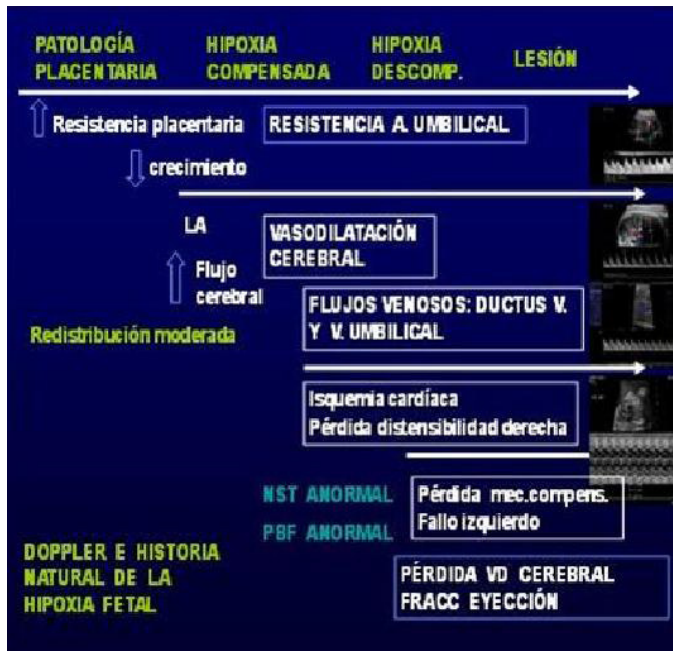 PATOLOGÍA
PLACENTARIA
HIPOXIA
COMPENSADA
HIPOXIA
DESCOMP.
LESIÓN
Resistencia placentaria
RESISTENCIA A. UMBILICAL
crecimiento
LA
VASODILATACIÓN
CEREBRAL
Flujo
cerebral
FLUJOS VENOSOS: DUCTUS V.
Y V. UMBILICAL
Redistribución moderada
Isquemia cardíaca
Pérdida distensibilidad derecha
NST ANORMAL
PBF ANORMAL
Pérdida mec.compens.
Fallo izquierdo
DOPPLER E HISTORIA
NATURAL DE LA
HIPOXIA FETAL
PÉRDIDA VD CEREBRAL
FRACC EYECCIÓN